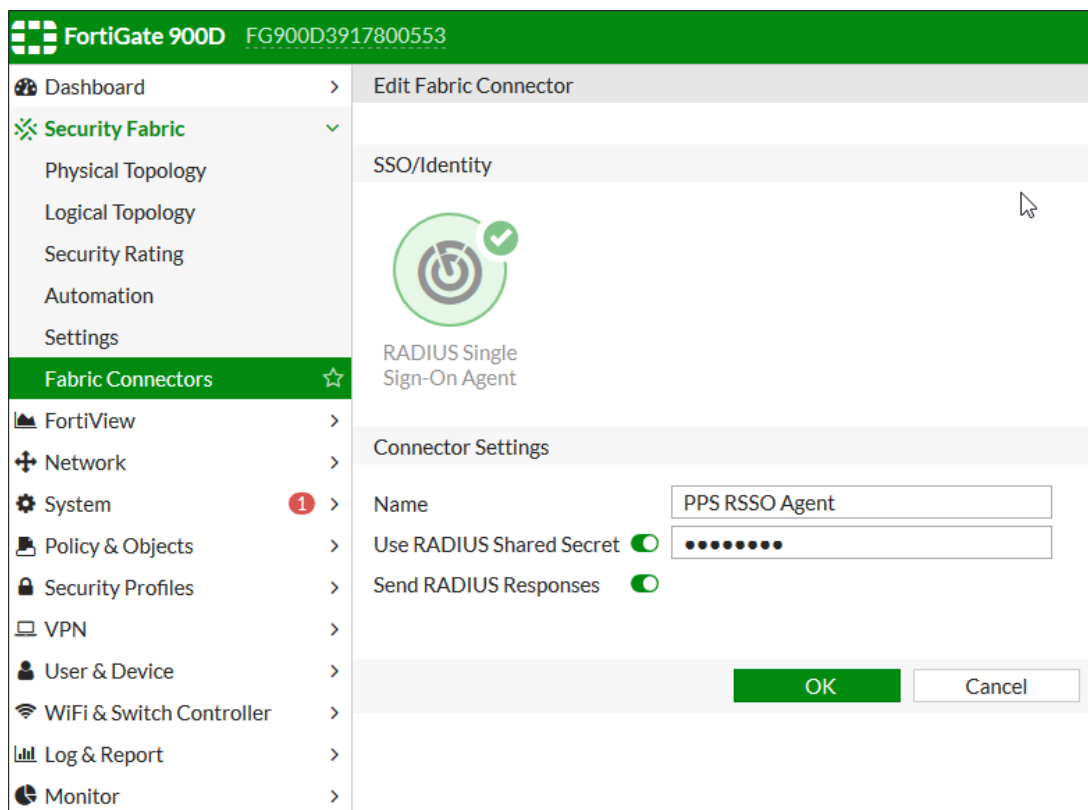 FortiGate 900D FG900D3917800553
Dashboard
Security Fabric
Physical Topology
Logical Topology
Security Rating
Automation
Settings
Fabric Connectors
FortiView
Network
System 1
Policy & Objects
Security Profiles
VPN
User & Device
WiFi & Switch Controller
Log & Report
Monitor
Edit Fabric Connector
SSO/Identity
RADIUS Single
Sign-On Agent
Connector Settings
Name PPS RSSO Agent
Use RADIUS Shared Secret ••••••••
Send RADIUS Responses
OK Cancel